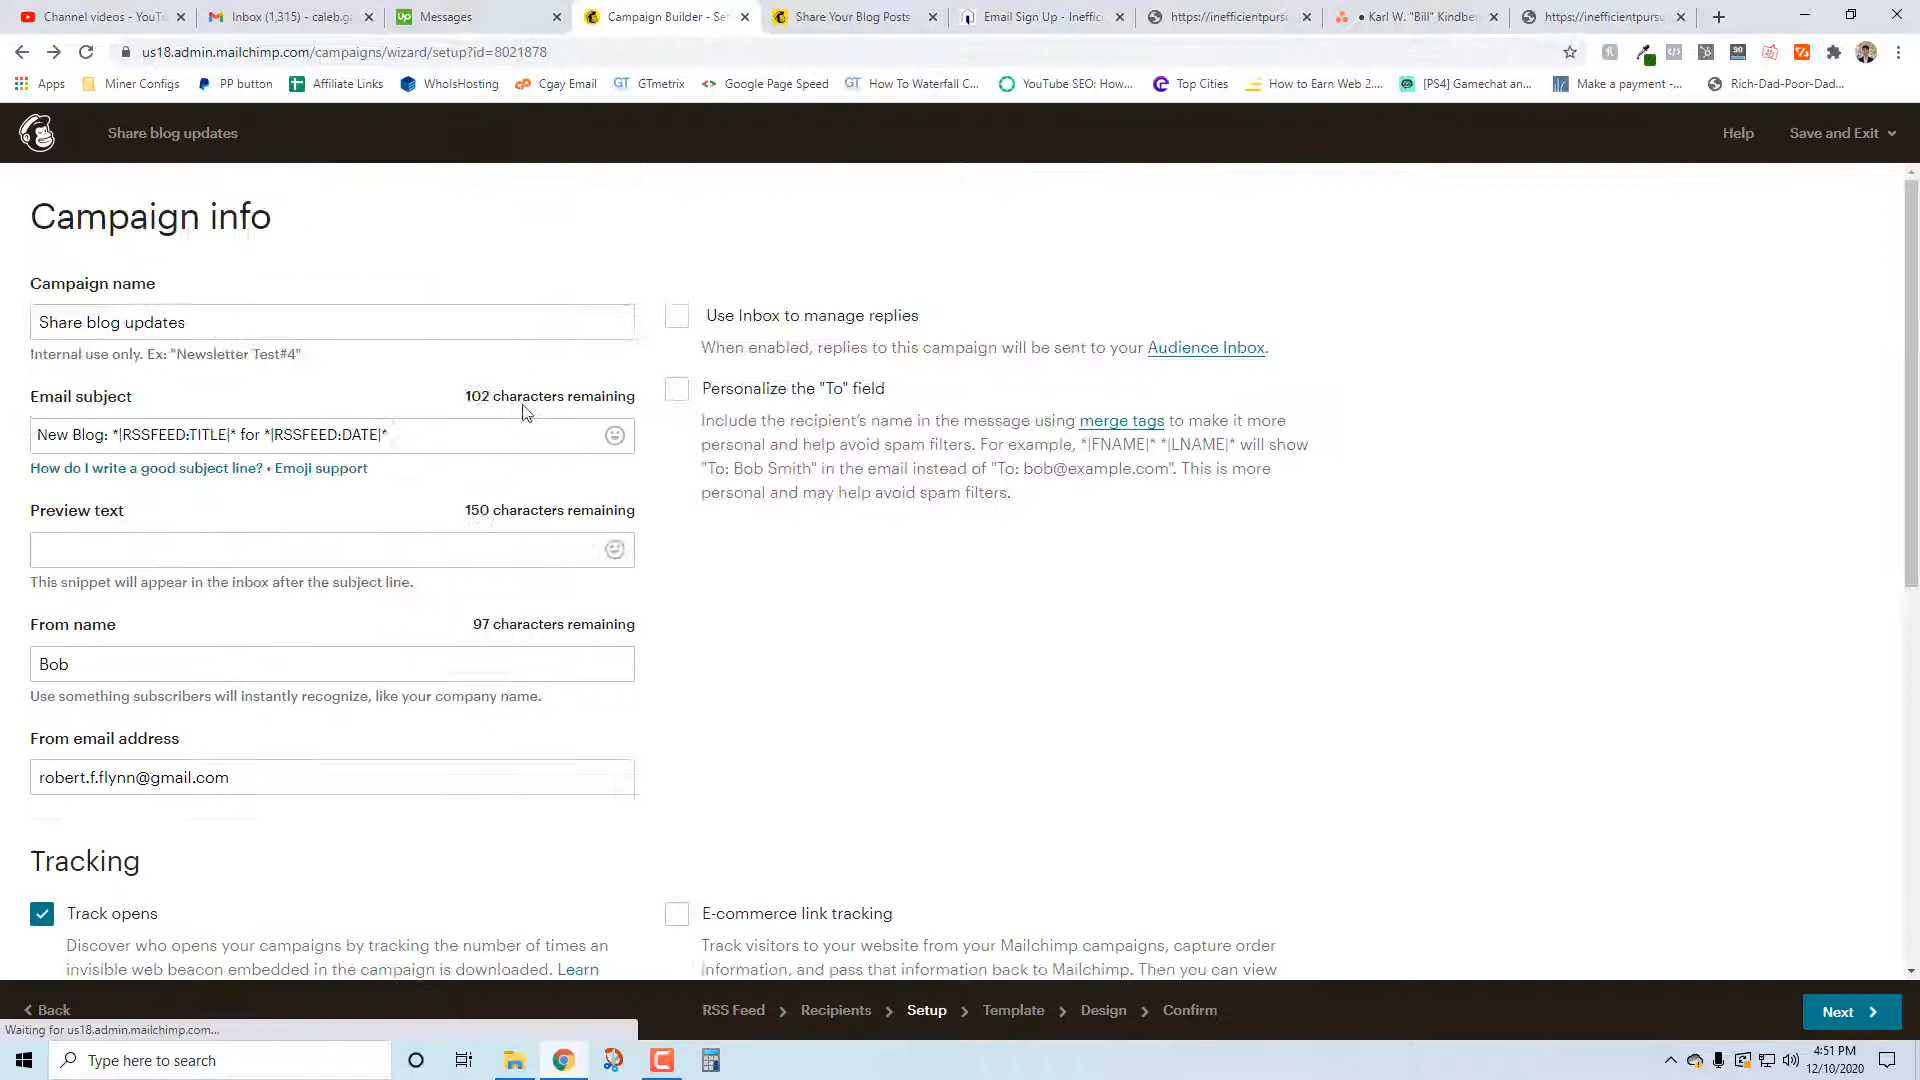 Channel videos - YouT
Inbox (1,315) - caleb.ga
Up
Messages
Campaign Builder - Set
Share Your Blog Posts
Email Sign Up - Ineffici
https://inefficientpurs
• Karl W. "Bill" Kindber
https://inefficientpursu
us18.admin.mailchimp.com/campaigns/wizard/setup?id=8021878
Apps
Miner Configs
PP button
Affiliate Links
WhoIsHosting
Cgay Email
GTmetrix
Google Page Speed
How To Waterfall C...
YouTube SEO: How...
Top Cities
How to Earn Web 2....
[PS4] Gamechat an...
Make a payment -...
Rich-Dad-Poor-Dad...
Share blog updates
Help
Save and Exit
Campaign info
Campaign name
Share blog updates
Internal use only. Ex: "Newsletter Test#4"
Email subject
102 characters remaining
New Blog: *|RSSFEED:TITLE|* for *|RSSFEED:DATE|*
How do I write a good subject line? • Emoji support
Preview text
150 characters remaining
This snippet will appear in the inbox after the subject line.
From name
97 characters remaining
Bob
Use something subscribers will instantly recognize, like your company name.
From email address
robert.f.flynn@gmail.com
Use Inbox to manage replies
When enabled, replies to this campaign will be sent to your Audience Inbox.
Personalize the "To" field
Include the recipient's name in the message using merge tags to make it more
personal and help avoid spam filters. For example, *|FNAME|* *|LNAME|* will show
"To: Bob Smith" in the email instead of "To: bob@example.com". This is more
personal and may help avoid spam filters.
Tracking
Track opens
Discover who opens your campaigns by tracking the number of times an
invisible web beacon embedded in the campaign is downloaded. Learn
E-commerce link tracking
Track visitors to your website from your Mailchimp campaigns, capture order
information, and pass that information back to Mailchimp. Then you can view
Back
RSS Feed
Recipients
Setup
Template
Design
Confirm
Next
Waiting for us18.admin.mailchimp.com...
Type here to search
4:51 PM
12/10/2020